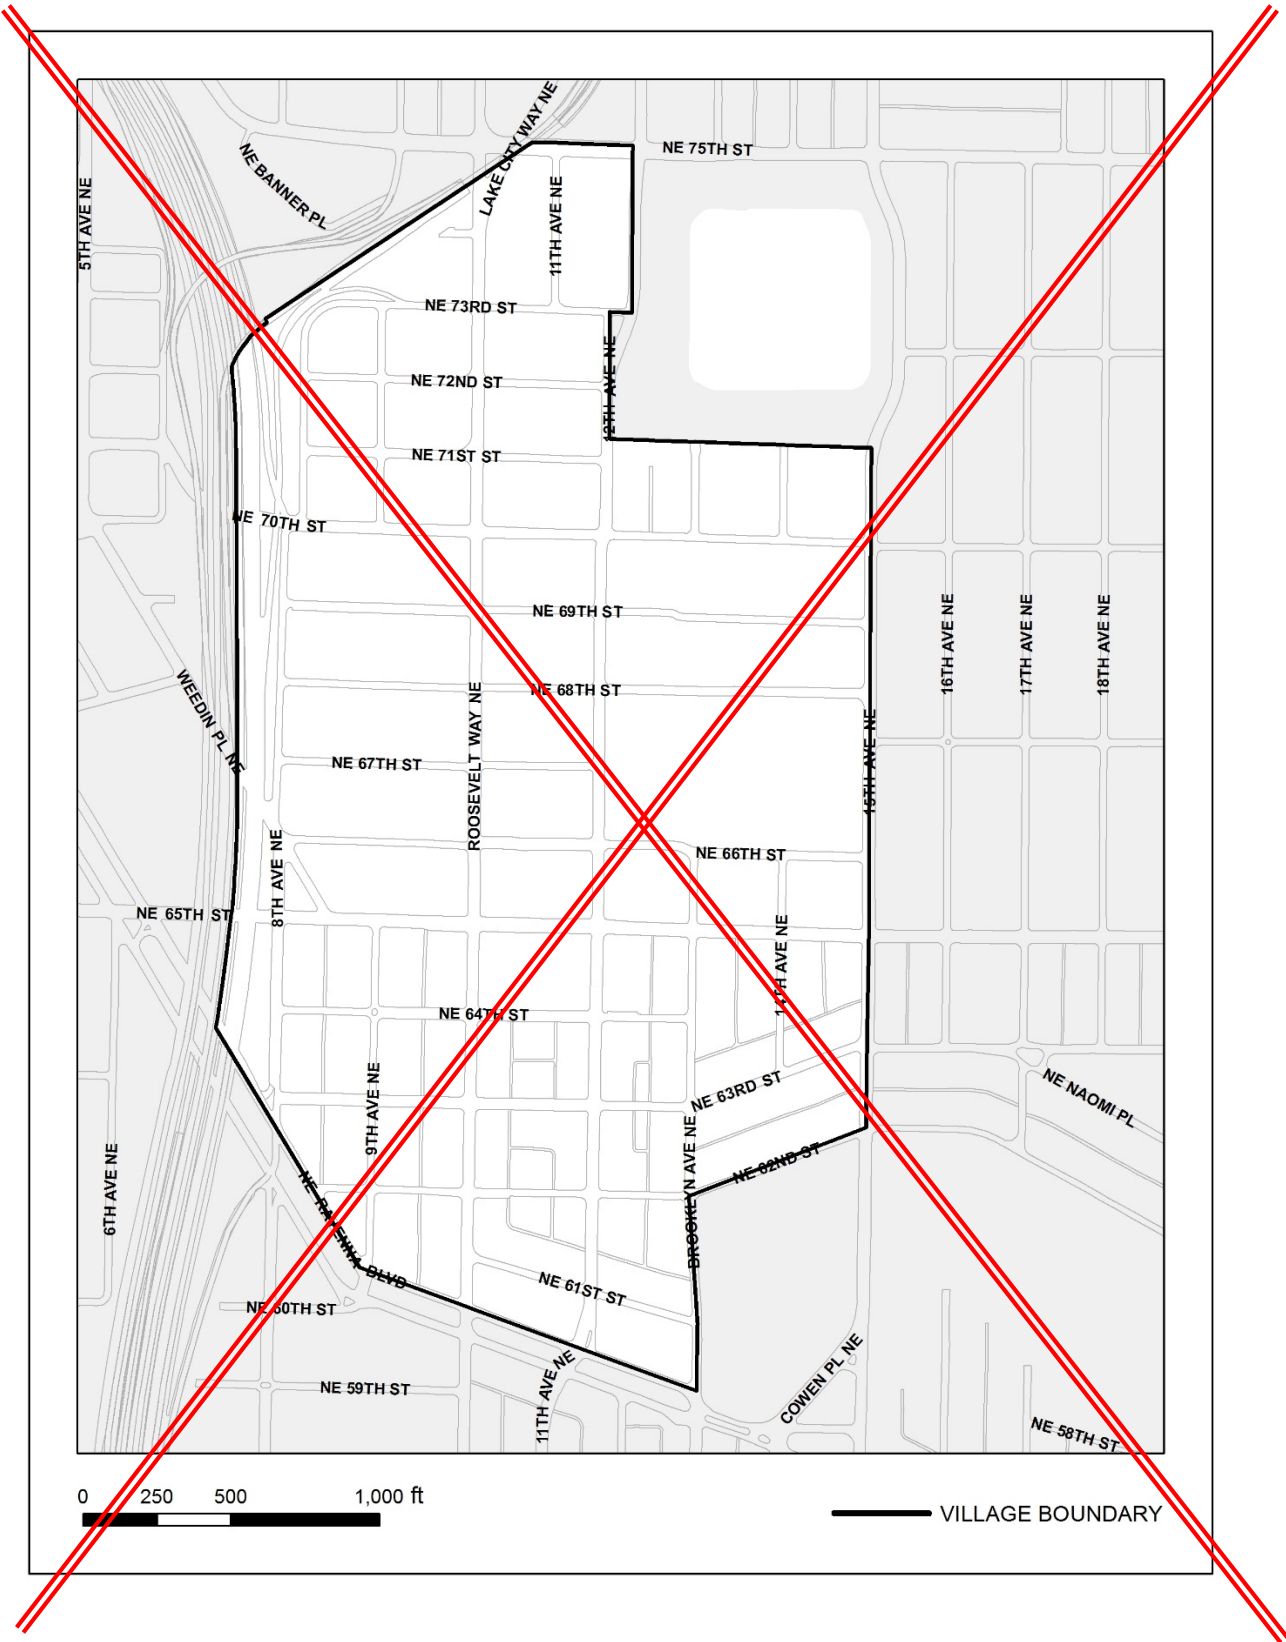 LAKE CITY WAY NE
NE 75TH ST
NE BANNER PL
5TH AVE NE
11TH AVE NE
NE 73RD ST
12TH AVE NE
NE 72ND ST
NE 71ST ST
NE 70TH ST
NE 69TH ST
16TH AVE NE
17TH AVE NE
18TH AVE NE
NE 68TH ST
WEEDIN PL NE
ROOSEVELT WAY NE
15TH AVE NE
NE 67TH ST
NE 66TH ST
8TH AVE NE
NE 65TH ST
14TH AVE NE
NE 64TH ST
NE 63RD ST
NE NAOMI PL
9TH AVE NE
6TH AVE NE
BROOKLYN AVE NE
NE 62ND ST
NE RAVENNA BLVD
NE 61ST ST
NE 60TH ST
NE 59TH ST
11TH AVE NE
COWEN PL NE
NE 58TH ST
0 250 500 1,000 ft
VILLAGE BOUNDARY